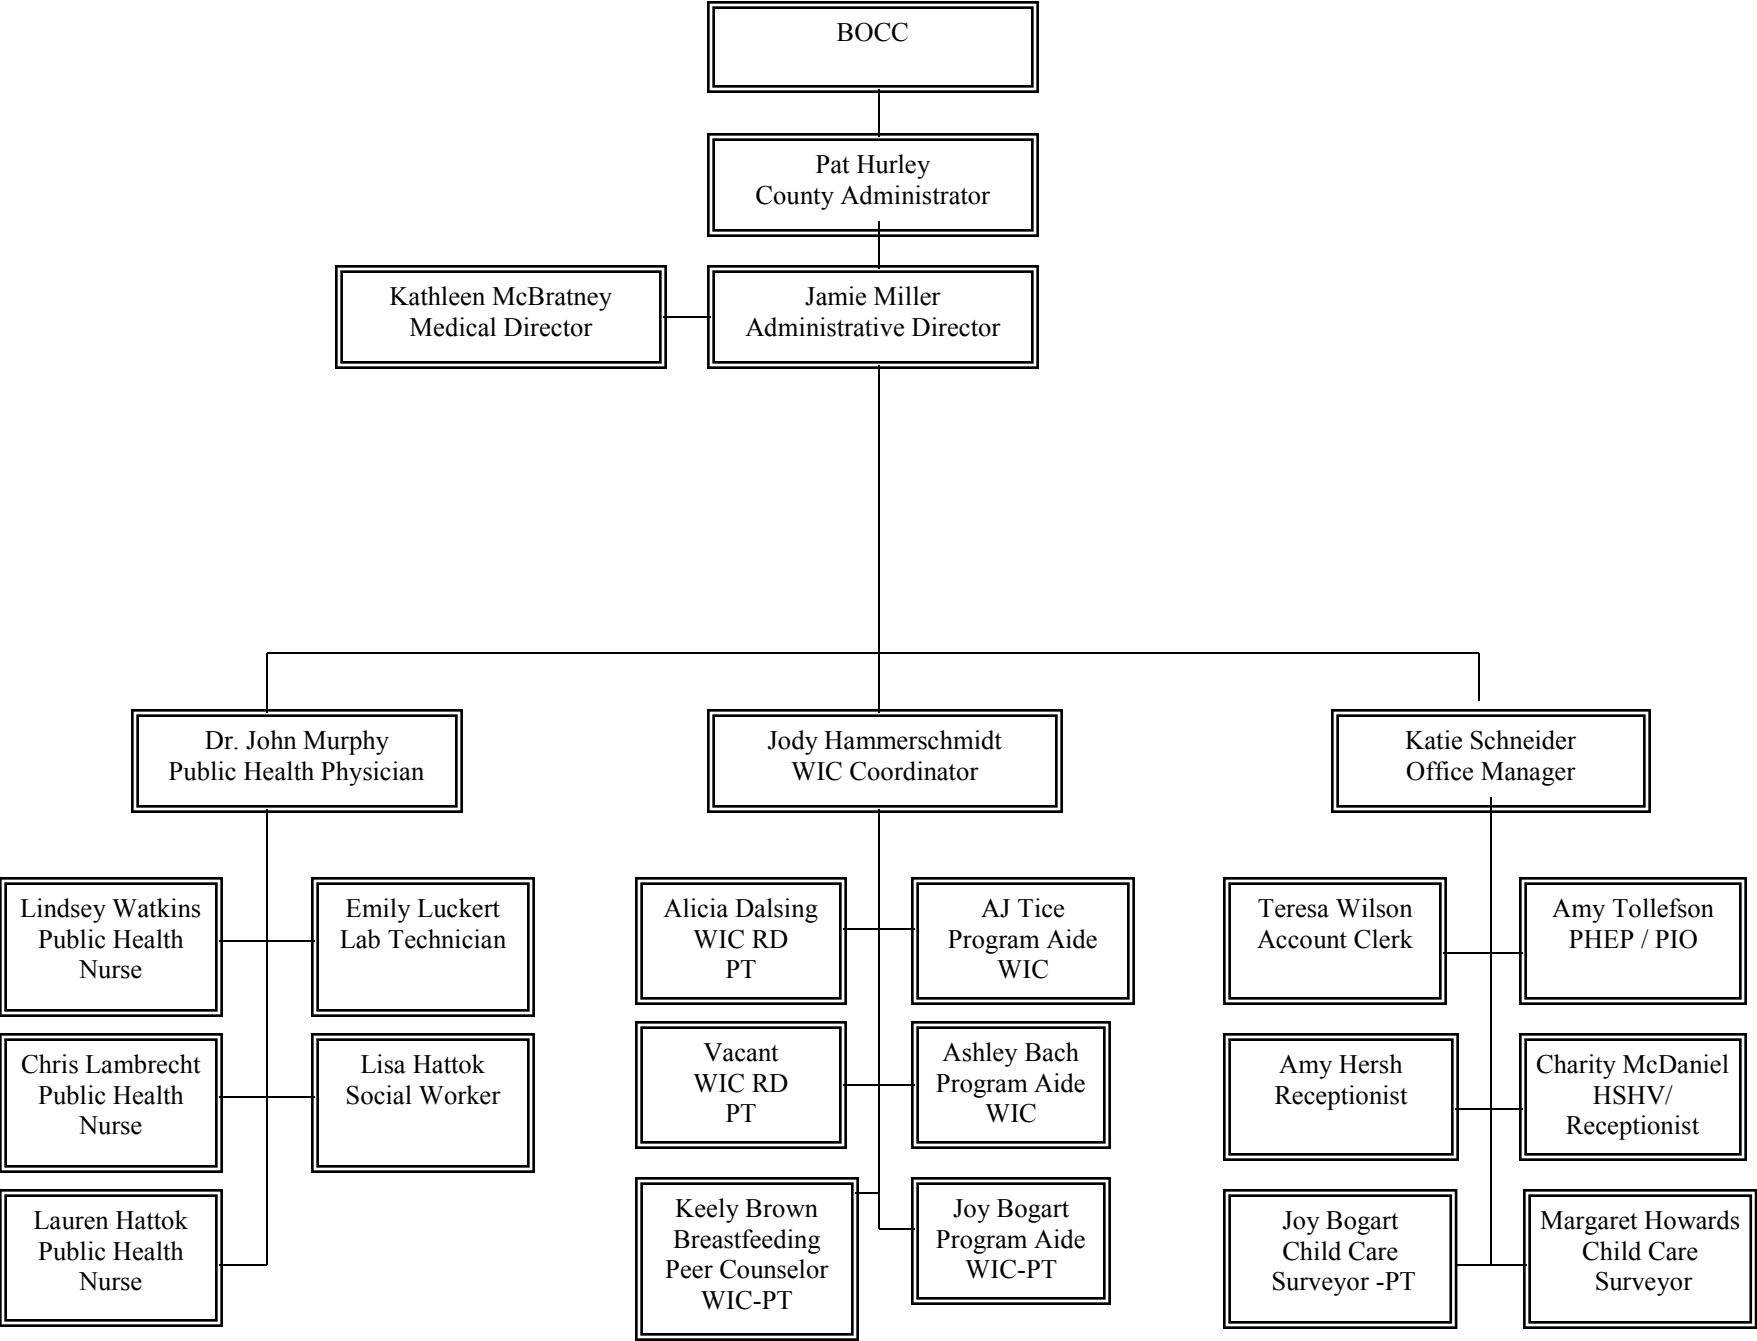 BOCC
Pat Hurley
County Administrator
Kathleen McBratney
Medical Director
Jamie Miller
Administrative Director
Dr. John Murphy
Public Health Physician
Jody Hammerschmidt
WIC Coordinator
Katie Schneider
Office Manager
Lindsey Watkins
Public Health
Nurse
Emily Luckert
Lab Technician
Chris Lambrecht
Public Health
Nurse
Lisa Hattok
Social Worker
Lauren Hattok
Public Health
Nurse
Alicia Dalsing
WIC RD
PT
AJ Tice
Program Aide
WIC
Vacant
WIC RD
PT
Ashley Bach
Program Aide
WIC
Keely Brown
Breastfeeding
Peer Counselor
WIC-PT
Joy Bogart
Program Aide
WIC-PT
Teresa Wilson
Account Clerk
Amy Tollefson
PHEP / PIO
Amy Hersh
Receptionist
Charity McDaniel
HSHV/
Receptionist
Joy Bogart
Child Care
Surveyor -PT
Margaret Howards
Child Care
Surveyor